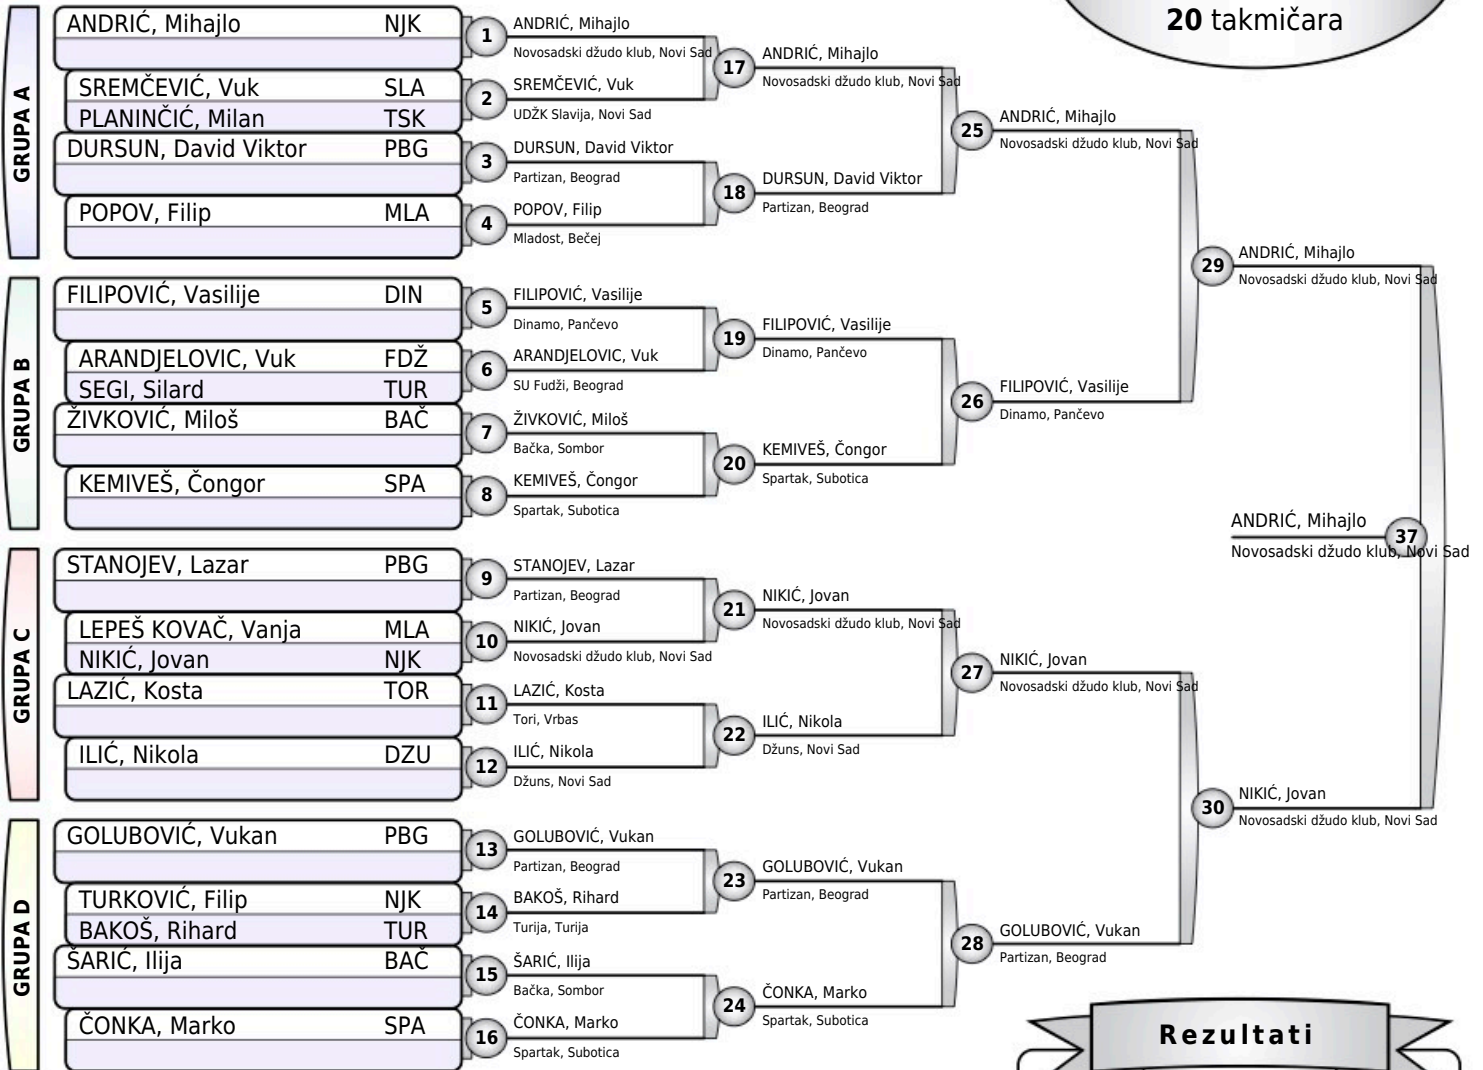 20 takmičara
GRUPA A
ANDRIĆ, Mihajlo NJK
SREMČEVIĆ, Vuk SLA
PLANINČIĆ, Milan TSK
DURSUN, David Viktor PBG
POPOV, Filip MLA
GRUPA B
FILIPOVIĆ, Vasilije DIN
ARANDJELOVIC, Vuk FDŽ
SEGI, Silard TUR
ŽIVKOVIĆ, Miloš BAČ
KEMIVEŠ, Čongor SPA
GRUPA C
STANOJEV, Lazar PBG
LEPEŠ KOVAČ, Vanja MLA
NIKIĆ, Jovan NJK
LAZIĆ, Kosta TOR
ILIĆ, Nikola DZU
GRUPA D
GOLUBOVIĆ, Vukan PBG
TURKOVIĆ, Filip NJK
BAKOŠ, Rihard TUR
ŠARIĆ, Ilija BAČ
ČONKA, Marko SPA
1 ANDRIĆ, Mihajlo
Novosadski džudo klub, Novi Sad
2 SREMČEVIĆ, Vuk
UDŽK Slavija, Novi Sad
3 DURSUN, David Viktor
Partizan, Beograd
4 POPOV, Filip
Mladost, Bečej
5 FILIPOVIĆ, Vasilije
Dinamo, Pančevo
6 ARANDJELOVIC, Vuk
SU Fudži, Beograd
7 ŽIVKOVIĆ, Miloš
Bačka, Sombor
8 KEMIVEŠ, Čongor
Spartak, Subotica
9 STANOJEV, Lazar
Partizan, Beograd
10 NIKIĆ, Jovan
Novosadski džudo klub, Novi Sad
11 LAZIĆ, Kosta
Tori, Vrbas
12 ILIĆ, Nikola
Džuns, Novi Sad
13 GOLUBOVIĆ, Vukan
Partizan, Beograd
14 BAKOŠ, Rihard
Turija, Turija
15 ŠARIĆ, Ilija
Bačka, Sombor
16 ČONKA, Marko
Spartak, Subotica
17 ANDRIĆ, Mihajlo
Novosadski džudo klub, Novi Sad
18 DURSUN, David Viktor
Partizan, Beograd
19 FILIPOVIĆ, Vasilije
Dinamo, Pančevo
20 KEMIVEŠ, Čongor
Spartak, Subotica
21 NIKIĆ, Jovan
Novosadski džudo klub, Novi Sad
22 ILIĆ, Nikola
Džuns, Novi Sad
23 GOLUBOVIĆ, Vukan
Partizan, Beograd
24 ČONKA, Marko
Spartak, Subotica
25 ANDRIĆ, Mihajlo
Novosadski džudo klub, Novi Sad
26 FILIPOVIĆ, Vasilije
Dinamo, Pančevo
27 NIKIĆ, Jovan
Novosadski džudo klub, Novi Sad
28 GOLUBOVIĆ, Vukan
Partizan, Beograd
29 ANDRIĆ, Mihajlo
Novosadski džudo klub, Novi Sad
30 NIKIĆ, Jovan
Novosadski džudo klub, Novi Sad
ANDRIĆ, Mihajlo 37
Novosadski džudo klub, Novi Sad
Rezultati